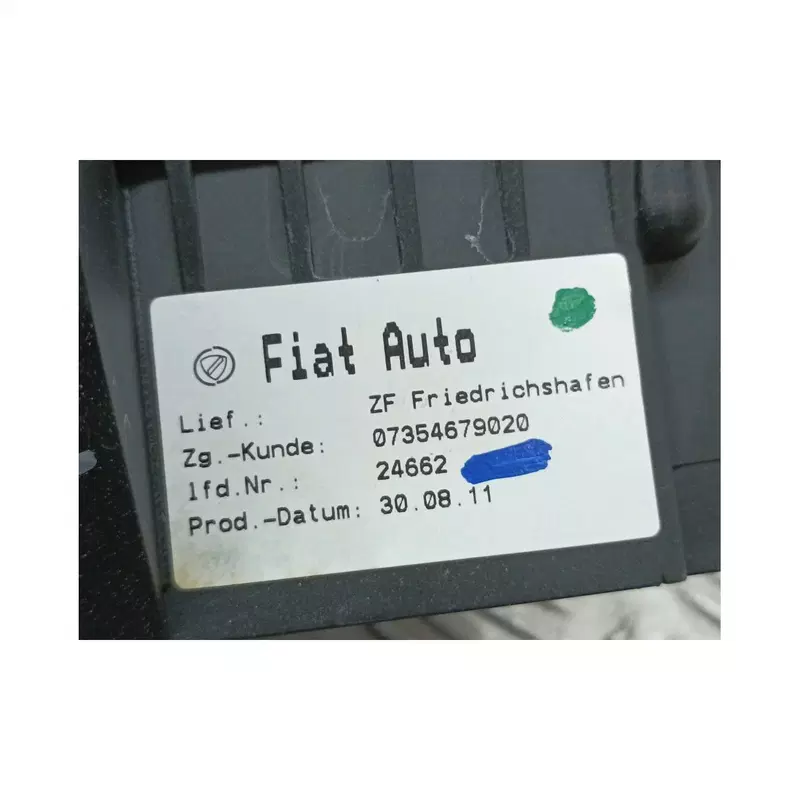 Fiat Auto
Lief.: ZF Friedrichshafen
Zg.-Kunde: 07354679020
lfd.Nr.: 24662
Prod.-Datum: 30.08.11